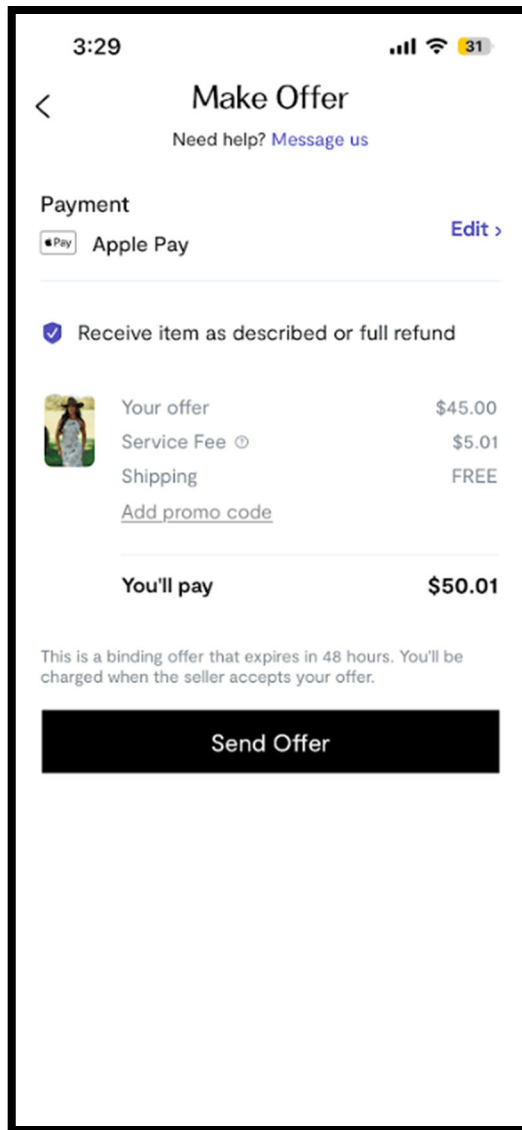 3:29 31
Make Offer
Need help? Message us
Payment
Pay Apple Pay
Edit ›
Receive item as described or full refund
Your offer $45.00
Service Fee ? $5.01
Shipping FREE
Add promo code
You'll pay $50.01
This is a binding offer that expires in 48 hours. You'll be
charged when the seller accepts your offer.
Send Offer